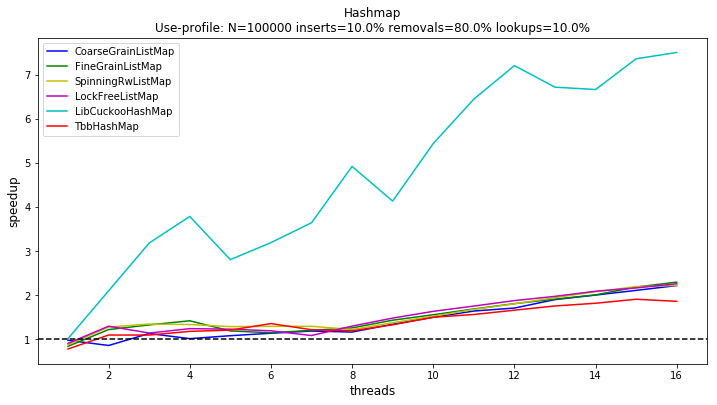 Hashmap
Use-profile: N=100000 inserts=10.0% removals=80.0% lookups=10.0%
CoarseGrainListMap
FineGrainListMap
SpinningRwListMap
LockFreeListMap
LibCuckooHashMap
TbbHashMap
speedup
7
6
5
4
3
2
1
2 4 6 8 10 12 14 16
threads